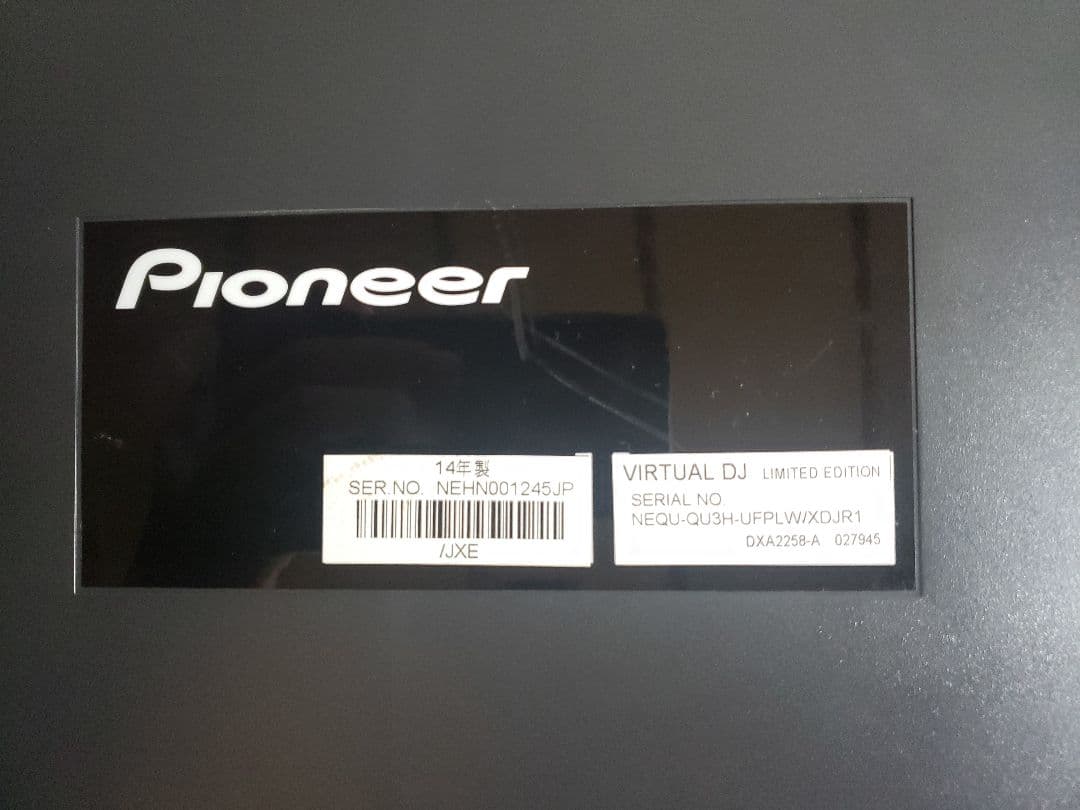 Pioneer
14年製
SER.NO. NEHN001245JP
/JXE
VIRTUAL DJ LIMITED EDITION
SERIAL NO
NEQU-QU3H-UFPLW/XDJR1
DXA2258-A 027945